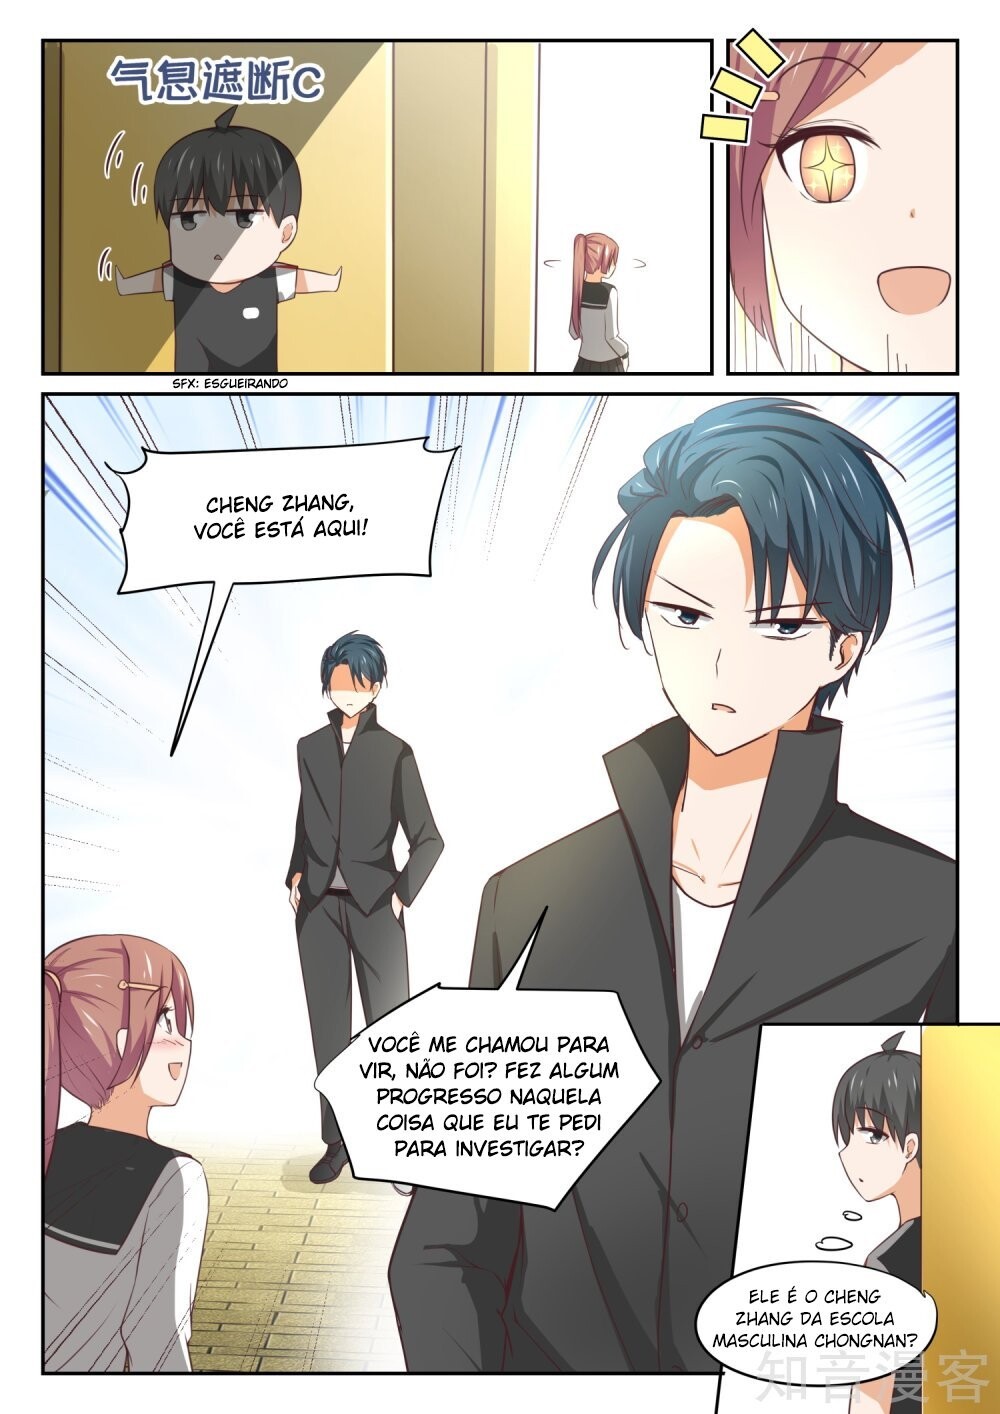 气息遮断C
SFX: ESGUEIRANDO
CHENG ZHANG,
VOCÊ ESTÁ AQUI!
VOCÊ ME CHAMOU PARA
VIR, NÃO FOI? FEZ ALGUM
PROGRESSO NAQUELA
COISA QUE EU TE PEDI
PARA INVESTIGAR?
ELE É O CHENG
ZHANG DA ESCOLA
MASCULINA CHONGNAN?
知音漫客